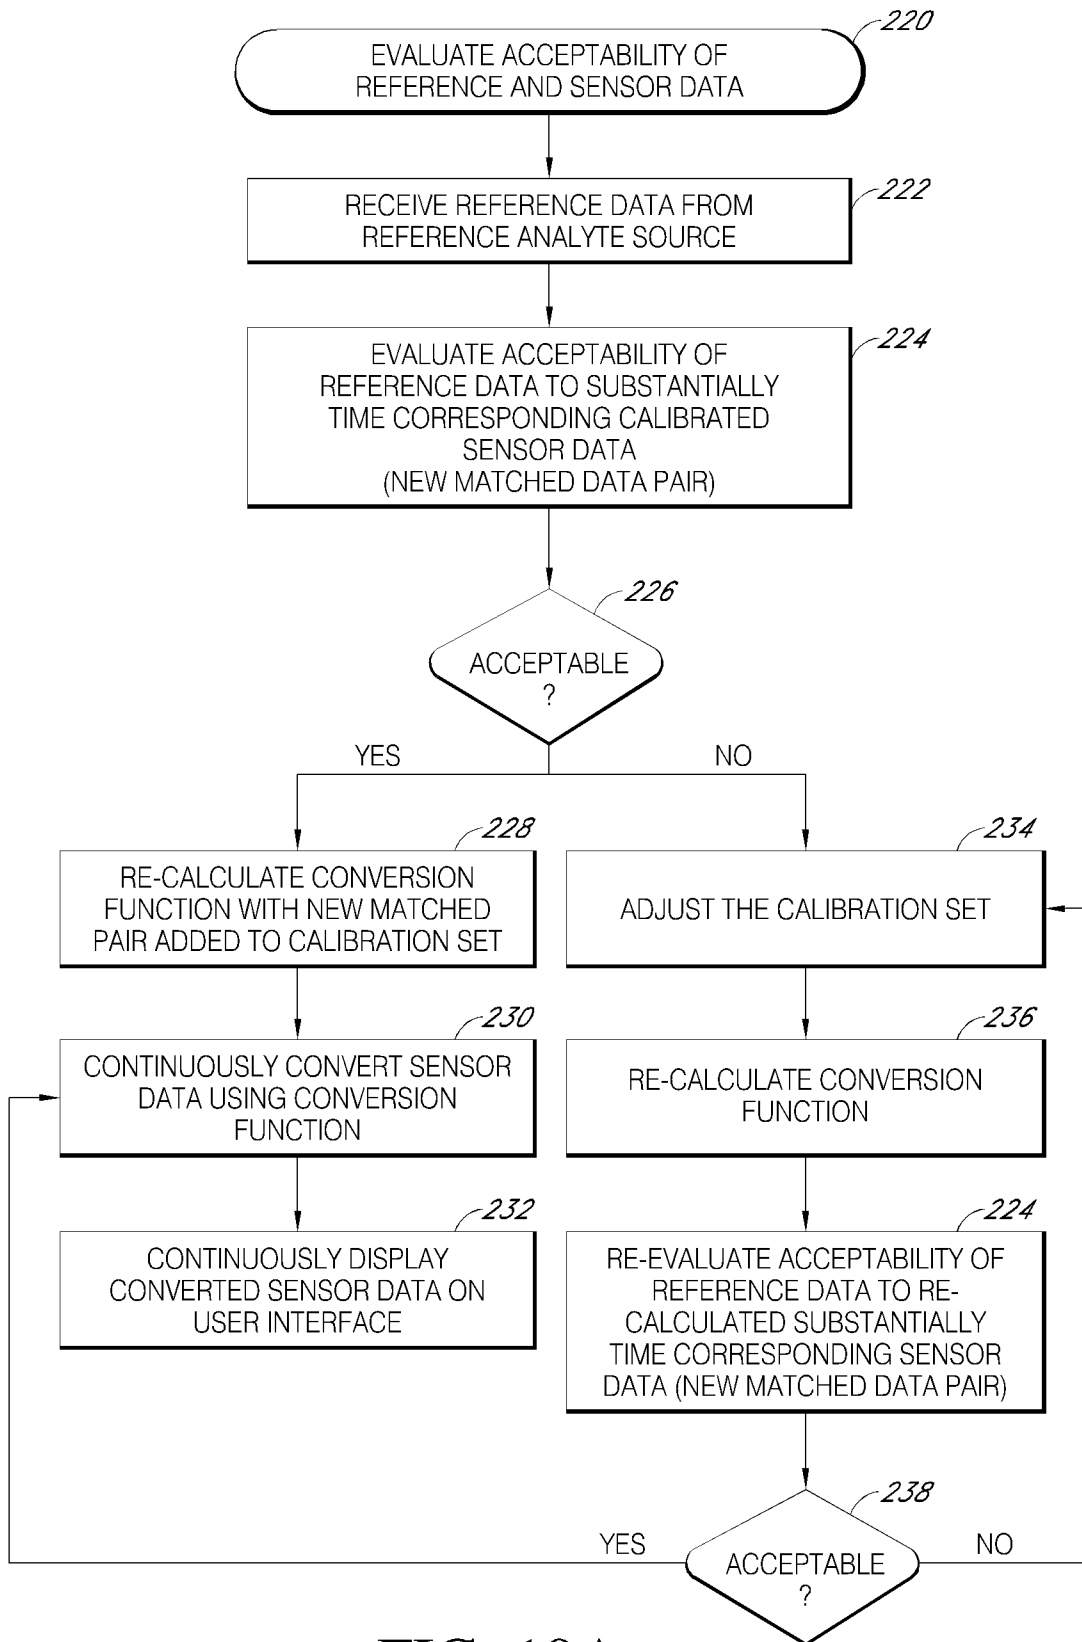 220
EVALUATE ACCEPTABILITY OF
REFERENCE AND SENSOR DATA
222
RECEIVE REFERENCE DATA FROM
REFERENCE ANALYTE SOURCE
224
EVALUATE ACCEPTABILITY OF
REFERENCE DATA TO SUBSTANTIALLY
TIME CORRESPONDING CALIBRATED
SENSOR DATA
(NEW MATCHED DATA PAIR)
226
ACCEPTABLE
?
YES
NO
228
RE-CALCULATE CONVERSION
FUNCTION WITH NEW MATCHED
PAIR ADDED TO CALIBRATION SET
234
ADJUST THE CALIBRATION SET
230
CONTINUOUSLY CONVERT SENSOR
DATA USING CONVERSION
FUNCTION
236
RE-CALCULATE CONVERSION
FUNCTION
232
CONTINUOUSLY DISPLAY
CONVERTED SENSOR DATA ON
USER INTERFACE
224
RE-EVALUATE ACCEPTABILITY OF
REFERENCE DATA TO RE-
CALCULATED SUBSTANTIALLY
TIME CORRESPONDING SENSOR
DATA (NEW MATCHED DATA PAIR)
238
YES
ACCEPTABLE
?
NO